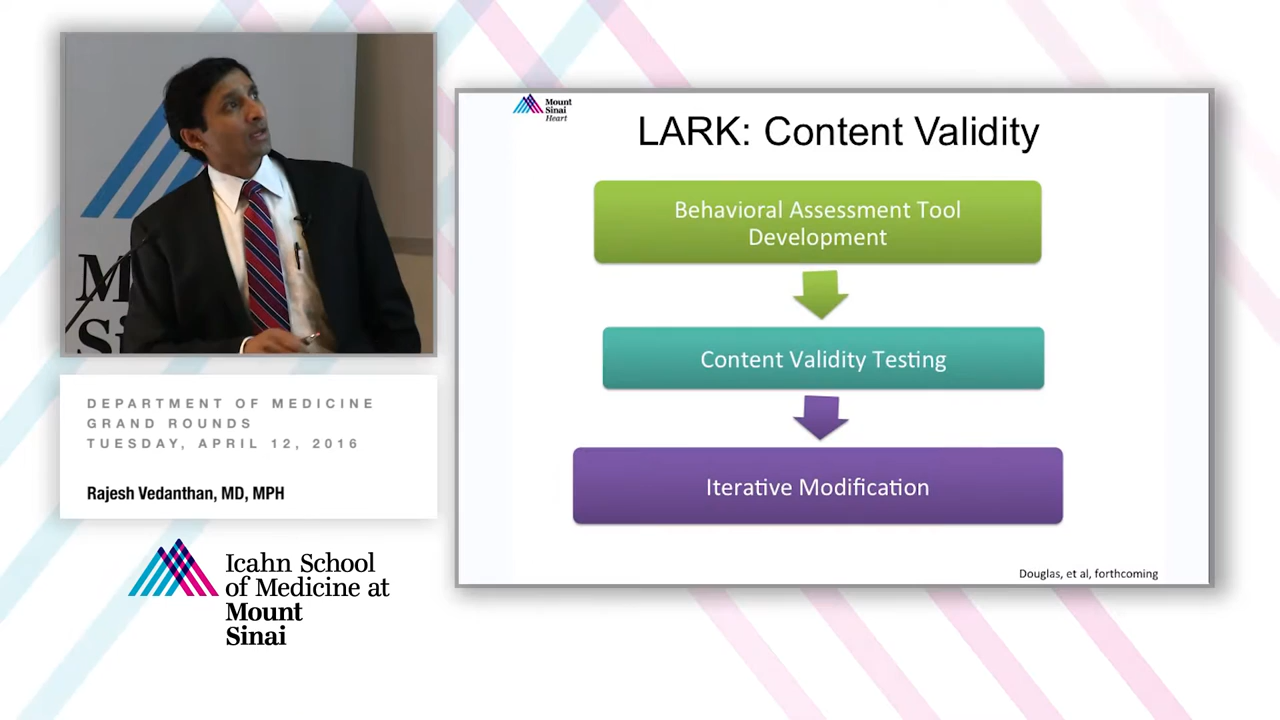 M
Si
DEPARTMENT OF MEDICINE
GRAND ROUNDS
TUESDAY, APRIL 12, 2016
Rajesh Vedanthan, MD, MPH
Icahn School
of Medicine at
Mount
Sinai
Mount
Sinai
Heart
LARK: Content Validity
Behavioral Assessment Tool
Development
Content Validity Testing
Iterative Modification
Douglas, et al, forthcoming